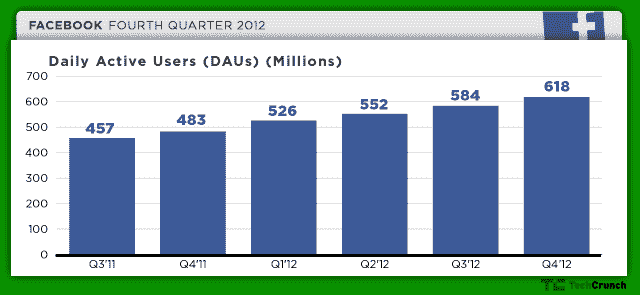 FACEBOOK FOURTH QUARTER 2012
Daily Active Users (DAUs) (Millions)
700
600
500
400
300
200
100
0
457
483
526
552
584
618
Q3'11
Q4'11
Q1'12
Q2'12
Q3'12
Q4'12
TechCrunch